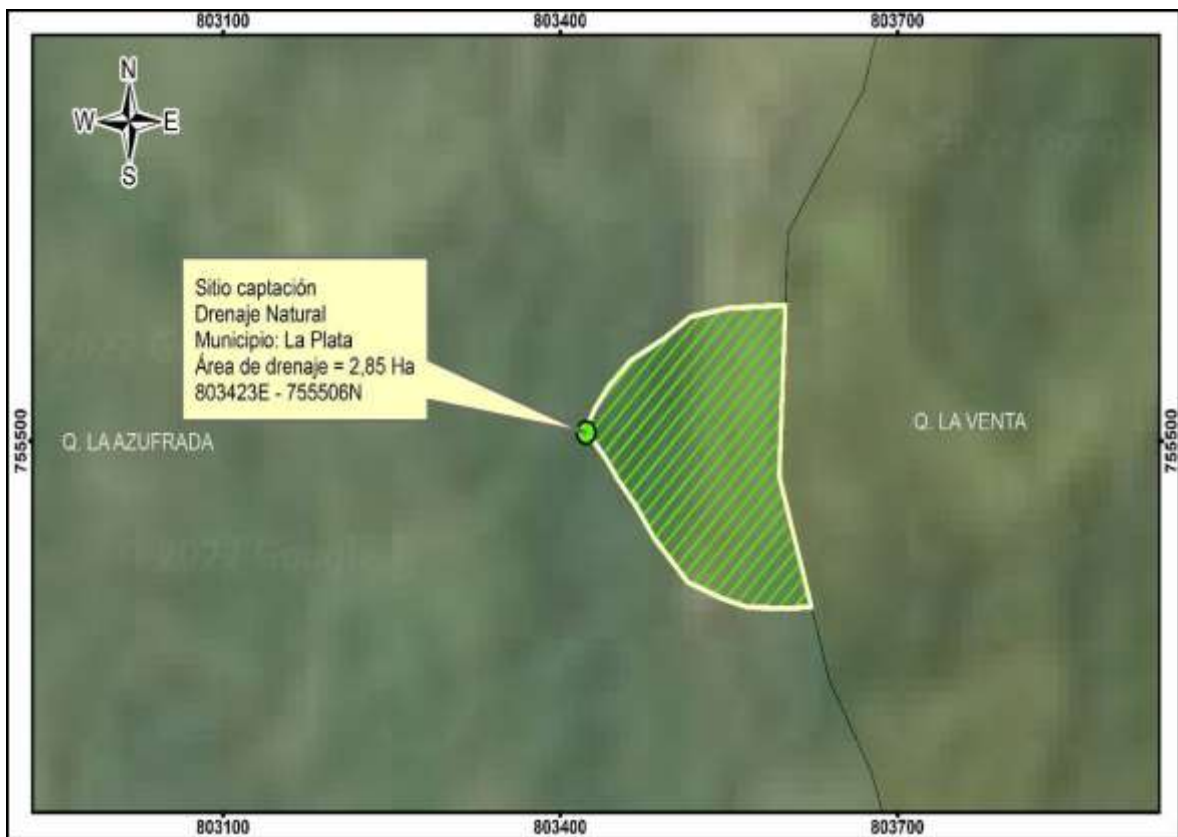 803100 803400 803700
N
W E
S
Sitio captación
Drenaje Natural
Municipio: La Plata
Área de drenaje = 2,85 Ha
803423E - 755506N
755500 Q. LA AZUFRADA Q. LA VENTA 755500
803100 803400 803700